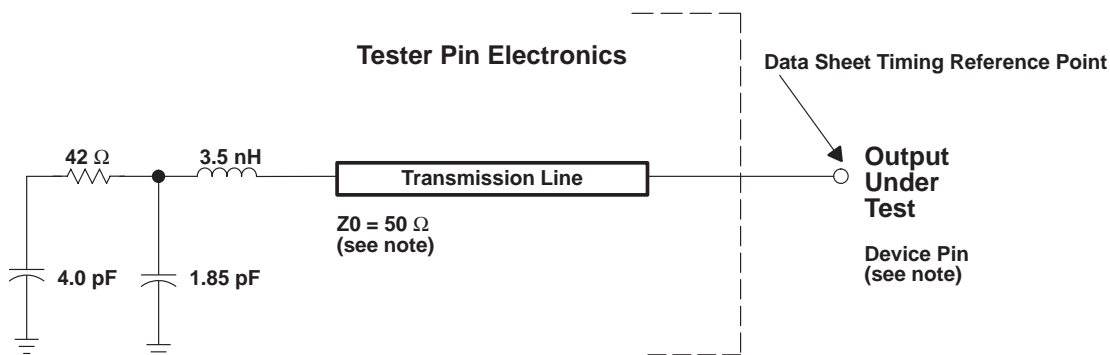 Tester Pin Electronics
Data Sheet Timing Reference Point
42 Ω
3.5 nH
Transmission Line
Output
Under
Test
Z0 = 50 Ω
(see note)
Device Pin
(see note)
4.0 pF
1.85 pF